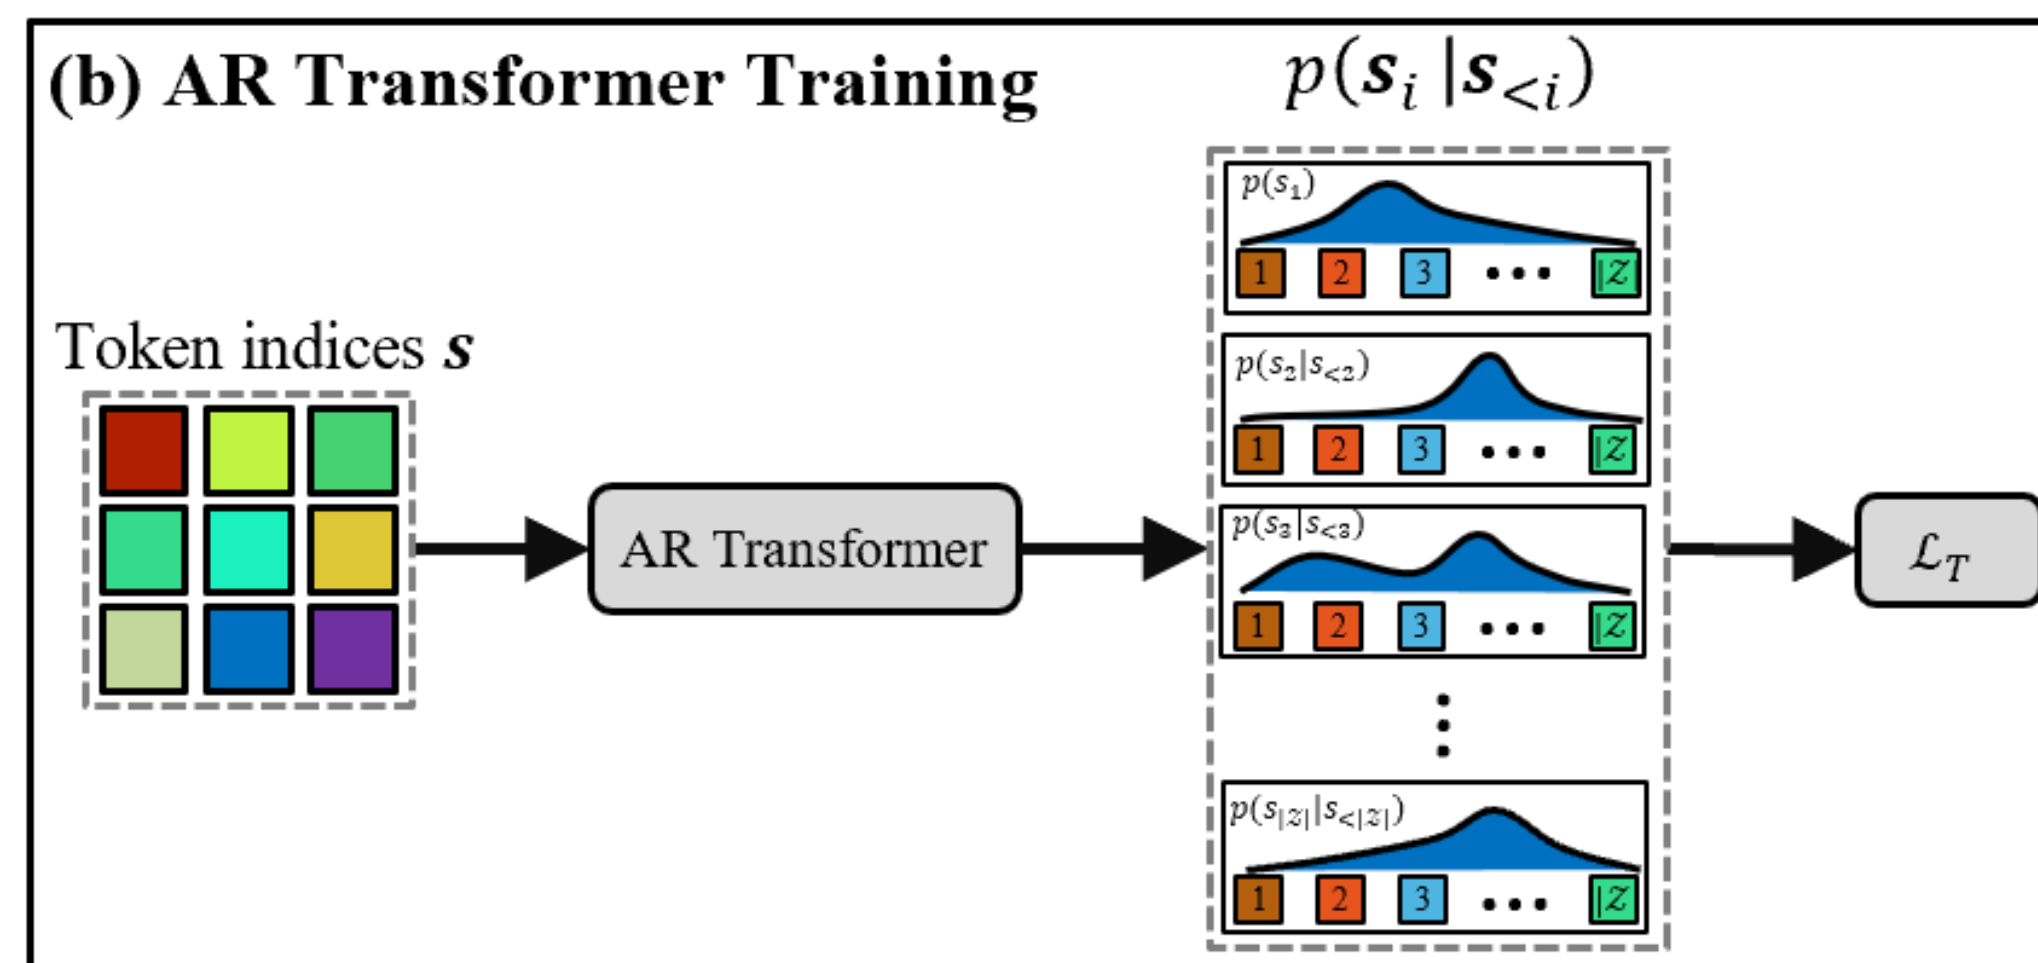 (b) AR Transformer Training
p(s_i |s_{<i})
Token indices s
AR Transformer
p(s_1)
1 2 3 ••• |Z
p(s_2|s_{<2})
1 2 3 ••• |Z
p(s_3|s_{<3})
1 2 3 ••• |Z
p(s_{|Z|}|s_{<|Z|})
1 2 3 ••• |Z
ℒ_T